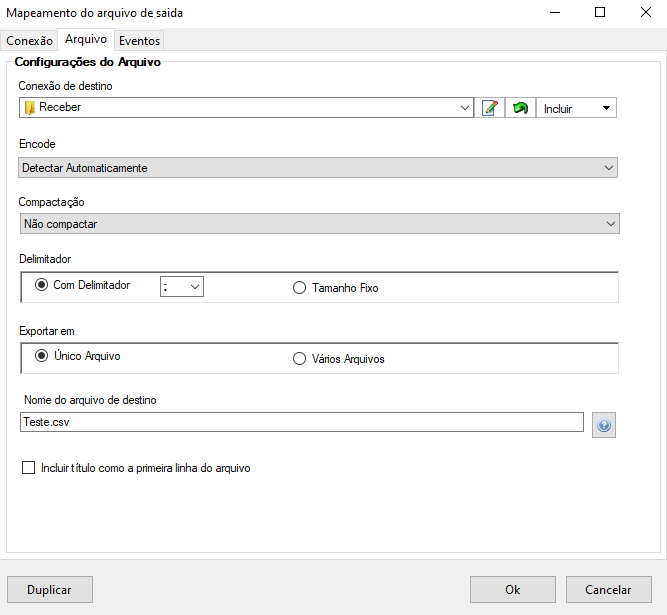 Mapeamento do arquivo de saida
Conexão Arquivo Eventos
Configurações do Arquivo
Conexão de destino
Receber Incluir
Encode
Detectar Automaticamente
Compactação
Não compactar
Delimitador
Com Delimitador ; Tamanho Fixo
Exportar em
Único Arquivo Vários Arquivos
Nome do arquivo de destino
Teste.csv ?
Incluir título como a primeira linha do arquivo
Duplicar Ok Cancelar